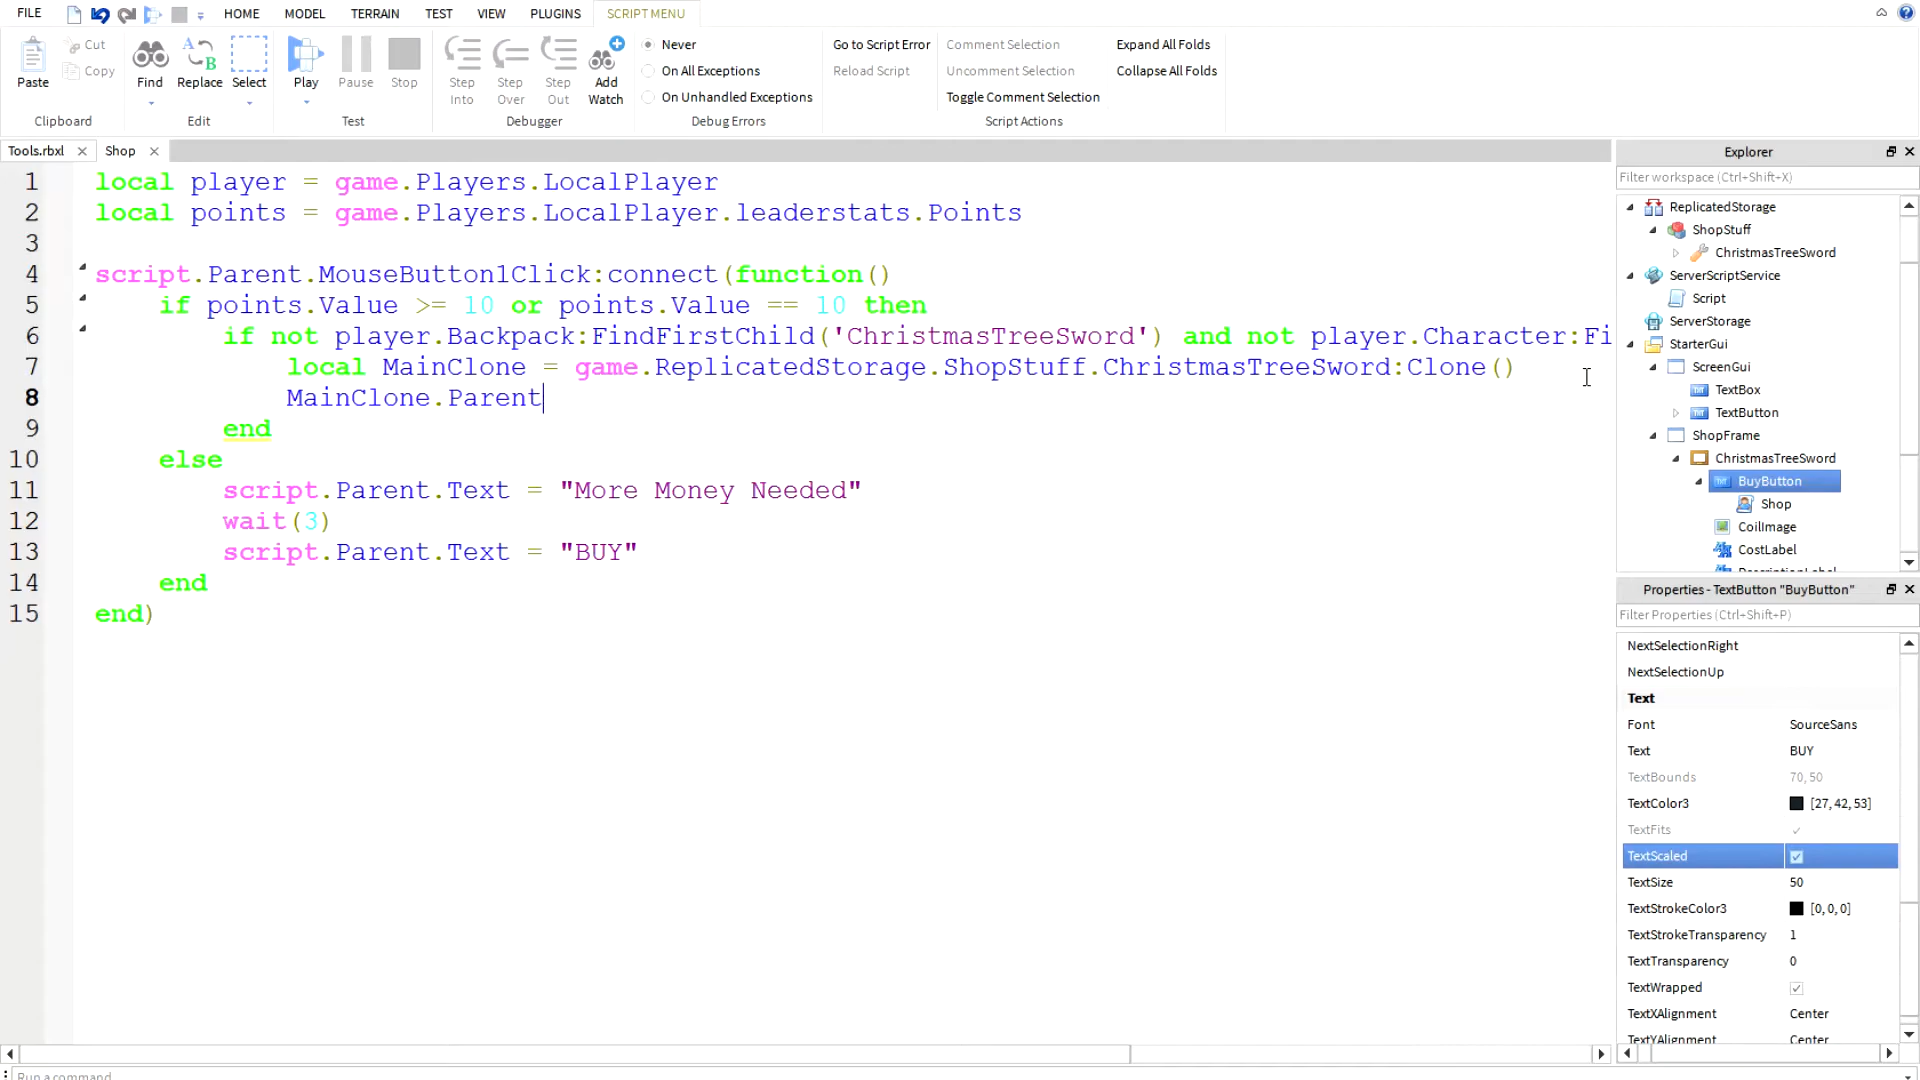 FILE HOME MODEL TERRAIN TEST VIEW PLUGINS SCRIPT MENU
Paste Cut Copy Find Replace Select Play Pause Stop Step Into Step Over Step Out Add Watch
Never
On All Exceptions
On Unhandled Exceptions
Go to Script Error
Reload Script
Comment Selection
Uncomment Selection
Toggle Comment Selection
Expand All Folds
Collapse All Folds
Clipboard Edit Test Debugger Debug Errors Script Actions
Tools.rbxl Shop
1 local player = game.Players.LocalPlayer
2 local points = game.Players.LocalPlayer.leaderstats.Points
3
4 script.Parent.MouseButton1Click:connect(function()
5 if points.Value >= 10 or points.Value == 10 then
6 if not player.Backpack:FindFirstChild('ChristmasTreeSword') and not player.Character:Fi
7 local MainClone = game.ReplicatedStorage.ShopStuff.ChristmasTreeSword:Clone()
8 MainClone.Parent
9 end
10 else
11 script.Parent.Text = "More Money Needed"
12 wait(3)
13 script.Parent.Text = "BUY"
14 end
15 end)
Explorer
Filter workspace (Ctrl+Shift+X)
ReplicatedStorage
ShopStuff
ChristmasTreeSword
ServerScriptService
Script
ServerStorage
StarterGui
ScreenGui
TextBox
TextButton
ShopFrame
ChristmasTreeSword
BuyButton
Shop
CoilImage
CostLabel
DescriptionLabel
Properties - TextButton "BuyButton"
Filter Properties (Ctrl+Shift+P)
NextSelectionRight
NextSelectionUp
Text
Font SourceSans
Text BUY
TextBounds 70, 50
TextColor3 [27, 42, 53]
TextFits
TextScaled
TextSize 50
TextStrokeColor3 [0, 0, 0]
TextStrokeTransparency 1
TextTransparency 0
TextWrapped
TextXAlignment Center
TextYAlignment Center
Run a command